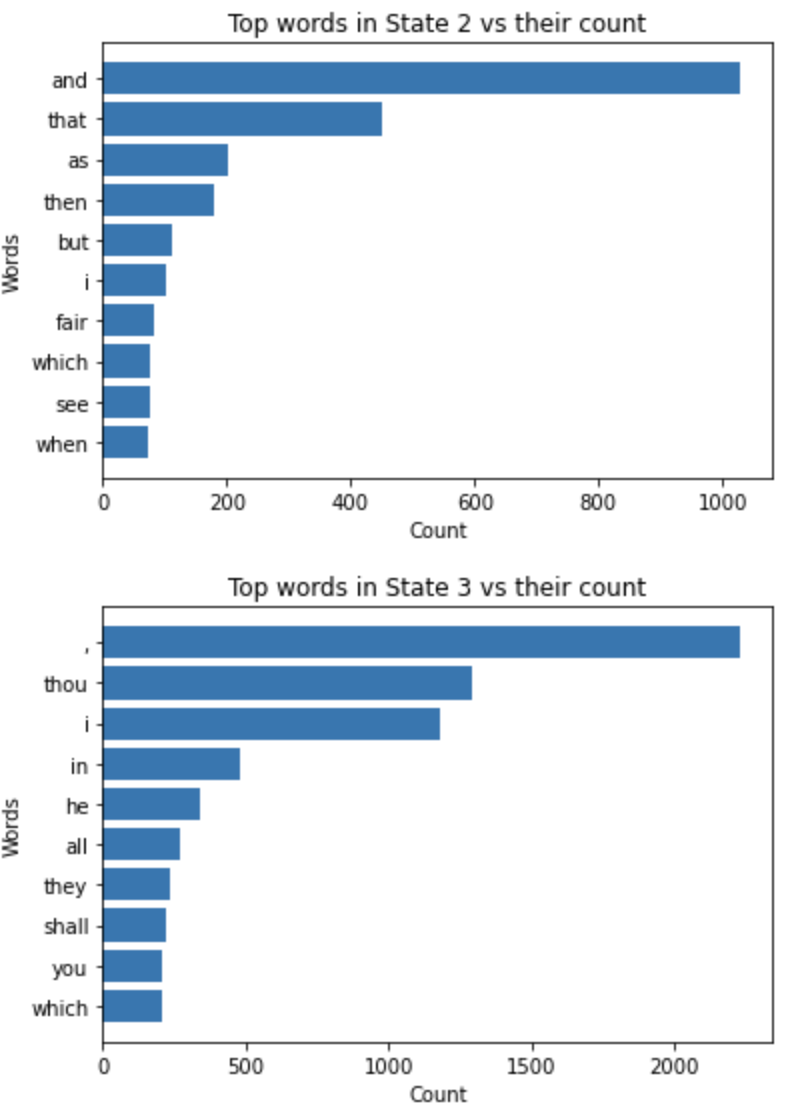 Top words in State 2 vs their count
and
that
as
then
but
i
fair
which
see
when
Words
0 200 400 600 800 1000
Count
Top words in State 3 vs their count
,
thou
i
in
he
all
they
shall
you
which
Words
0 500 1000 1500 2000
Count